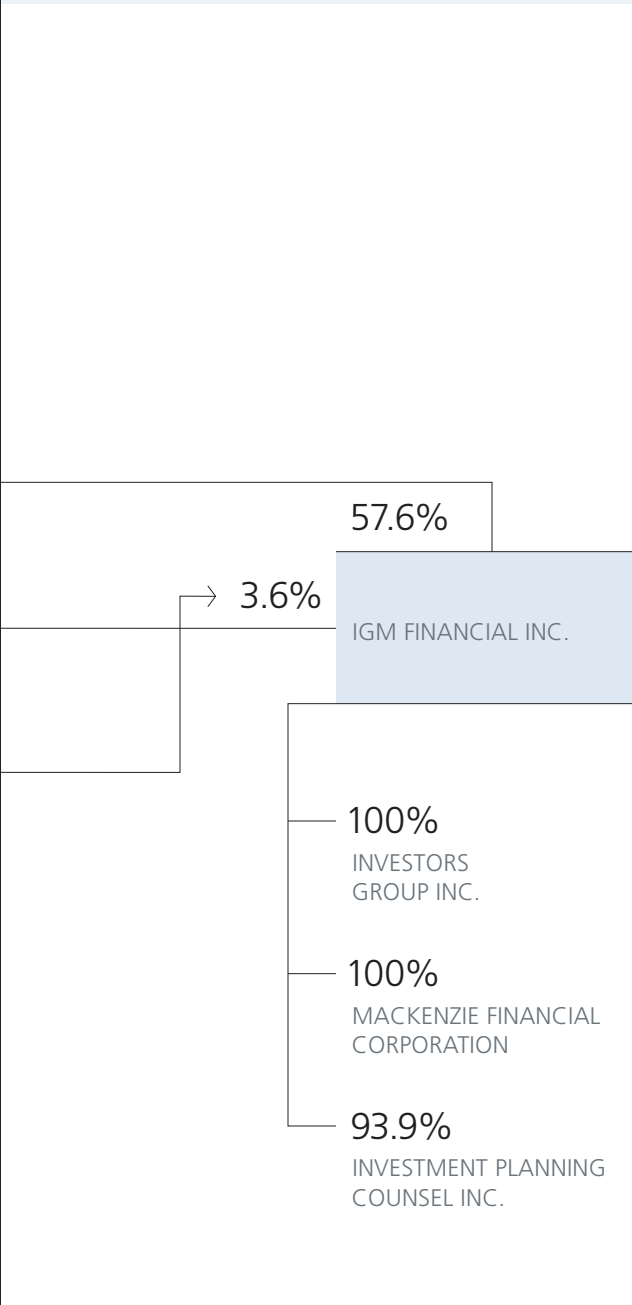 57.6%
3.6%
IGM FINANCIAL INC.
100%
INVESTORS
GROUP INC.
100%
MACKENZIE FINANCIAL
CORPORATION
93.9%
INVESTMENT PLANNING
COUNSEL INC.